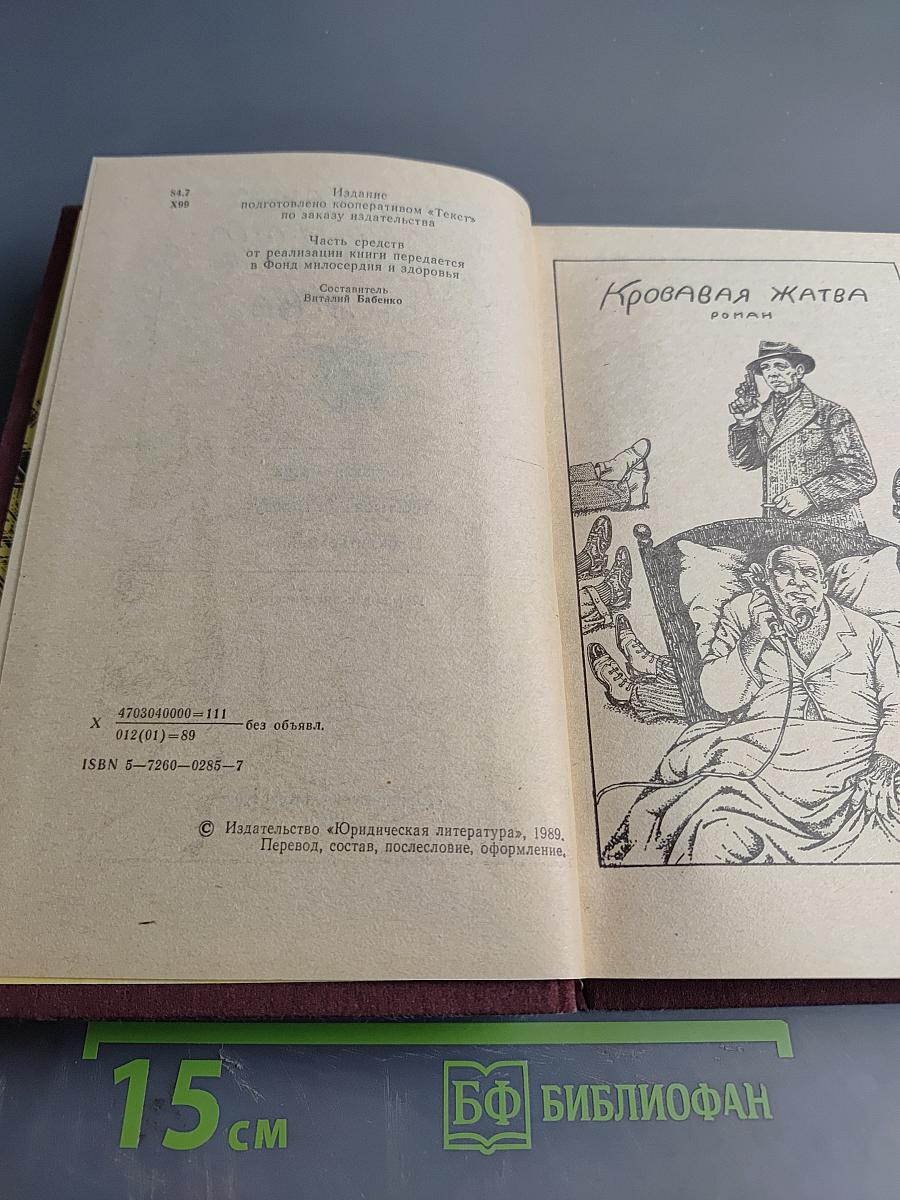 84.7
Х99
Издание
подготовлено кооперативом «Текст»
по заказу издательства
Часть средств
от реализации книги передается
в Фонд милосердия и здоровья
Составитель
Виталий Бабенко
Х 4703040000=111
012(01)=89
без объявл.
ISBN 5—7260—0285—7
© Издательство «Юридическая литература», 1989.
Перевод, состав, послесловие, оформление.
Кровавая жатва
роман
15 см
БФ БИБЛИОФАН